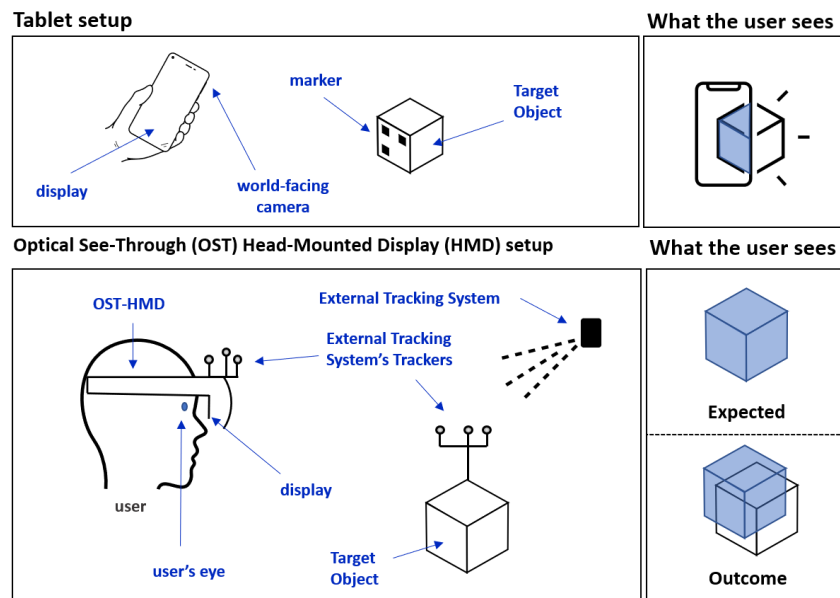 Tablet setup
What the user sees
marker
Target
Object
display
world-facing
camera
Optical See-Through (OST) Head-Mounted Display (HMD) setup
What the user sees
OST-HMD
External Tracking System
External Tracking
System's Trackers
display
user
user's eye
Target
Object
Expected
Outcome